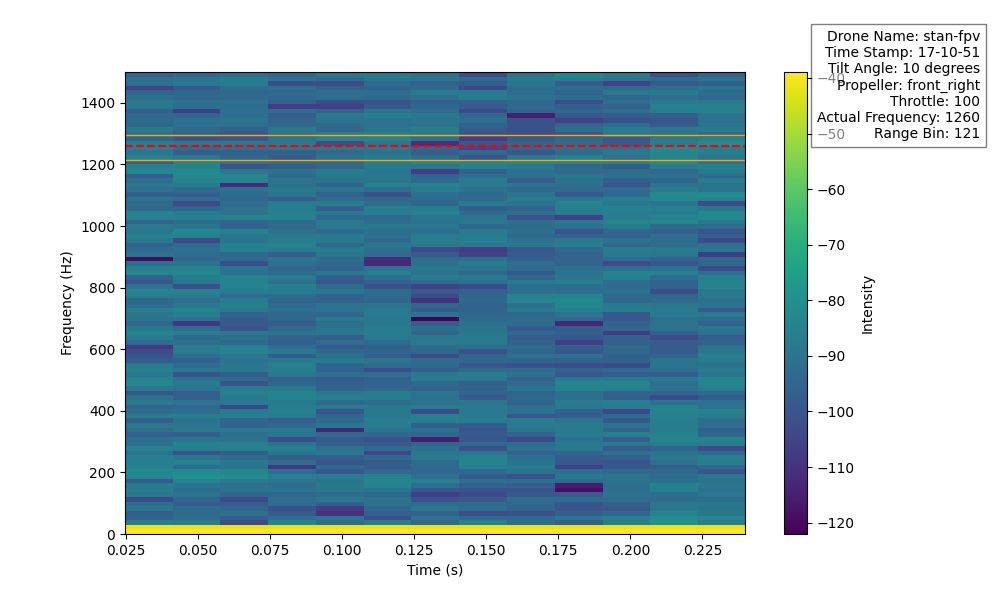 Drone Name: stan-fpv
Time Stamp: 17-10-51
Tilt Angle: 10 degrees
Propeller: front_right
Throttle: 100
Actual Frequency: 1260
Range Bin: 121
1400
1200
1000
800
600
400
200
0
Frequency (Hz)
0.025
0.050
0.075
0.100
0.125
0.150
0.175
0.200
0.225
Time (s)
−40
−50
−60
−70
−80
−90
−100
−110
−120
Intensity